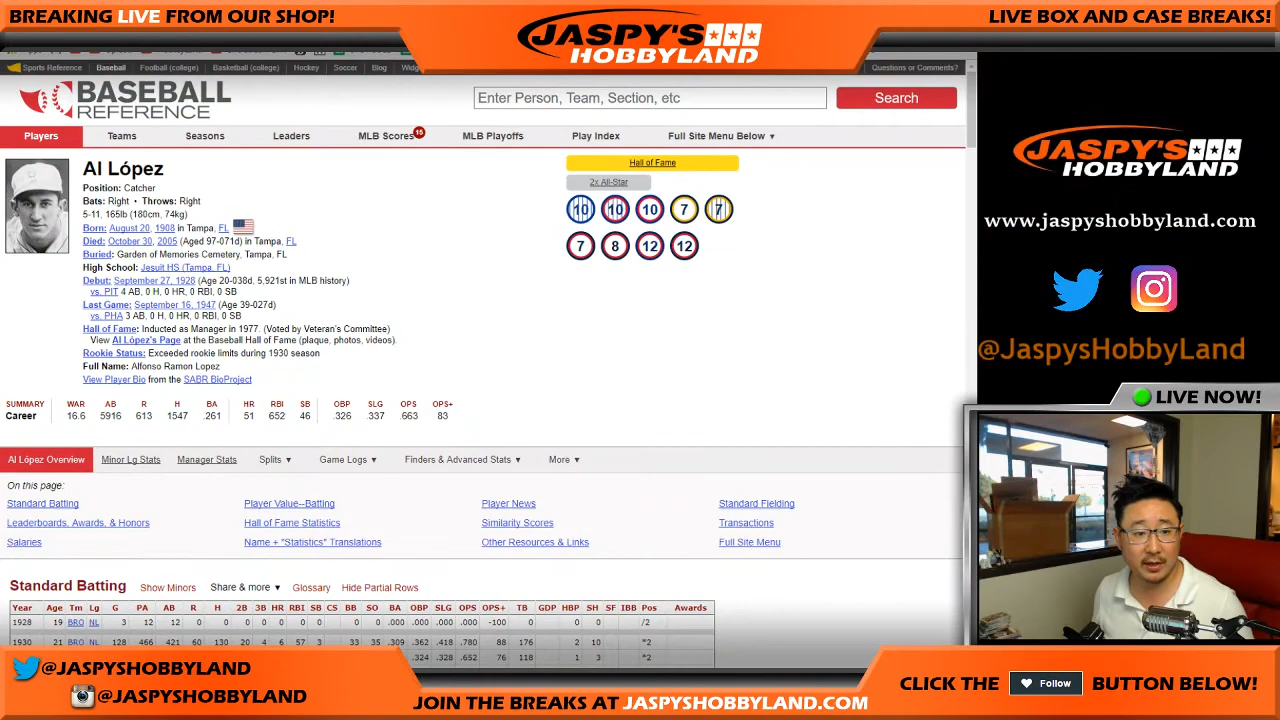 BREAKING LIVE FROM OUR SHOP!
JASPY'S
HOBBYLAND
LIVE BOX AND CASE BREAKS!
Sports Reference Baseball Football (college) Basketball (college) Hockey Soccer Blog Questions or Comments?
BASEBALL
REFERENCE
Enter Person, Team, Section, etc
Search
Players Teams Seasons Leaders MLB Scores 15 MLB Playoffs Play Index Full Site Menu Below ▼
Al López
Position: Catcher
Bats: Right • Throws: Right
5-11, 165lb (180cm, 74kg)
Born: August 20, 1908 in Tampa, FL
Died: October 30, 2005 (Aged 97-071d) in Tampa, FL
Buried: Garden of Memories Cemetery, Tampa, FL
High School: Jesuit HS (Tampa, FL)
Debut: September 27, 1928 (Age 20-038d, 5,921st in MLB history)
vs. PIT 4 AB, 0 H, 0 HR, 0 RBI, 0 SB
Last Game: September 16, 1947 (Age 39-027d)
vs. PHA 3 AB, 0 H, 0 HR, 0 RBI, 0 SB
Hall of Fame: Inducted as Manager in 1977. (Voted by Veteran's Committee)
View Al López's Page at the Baseball Hall of Fame (plaque, photos, videos).
Rookie Status: Exceeded rookie limits during 1930 season
Full Name: Alfonso Ramon Lopez
View Player Bio from the SABR BioProject
Hall of Fame
2x All-Star
10 10 10 7 7
7 8 12 12
SUMMARY WAR AB R H BA HR RBI SB OBP SLG OPS OPS+
Career 16.6 5916 613 1547 .261 51 652 46 .326 .337 .663 83
Al López Overview Minor Lg Stats Manager Stats Splits ▼ Game Logs ▼ Finders & Advanced Stats ▼ More ▼
On this page:
Standard Batting Player Value--Batting Player News Standard Fielding
Leaderboards, Awards, & Honors Hall of Fame Statistics Similarity Scores Transactions
Salaries Name + "Statistics" Translations Other Resources & Links Full Site Menu
Standard Batting Show Minors Share & more ▼ Glossary Hide Partial Rows
Year Age Tm Lg G PA AB R H 2B 3B HR RBI SB CS BB SO BA OBP SLG OPS OPS+ TB GDP HBP SH SF IBB Pos Awards
1928 19 BRO NL 3 12 12 0 0 0 0 0 0 0 0 0 .000 .000 .000 .000 -100 0 0 0 /2
1930 21 BRO NL 128 466 421 60 130 20 4 6 57 3 33 35 .309 .362 .418 .780 88 176 2 10 *2
.324 .328 .652 76 118 1 3 *2
JASPY'S
HOBBYLAND
www.jaspyshobbyland.com
@JaspysHobbyLand
LIVE NOW!
@JASPYSHOBBYLAND
@JASPYSHOBBYLAND
JOIN THE BREAKS AT JASPYSHOBBYLAND.COM
CLICK THE Follow BUTTON BELOW!